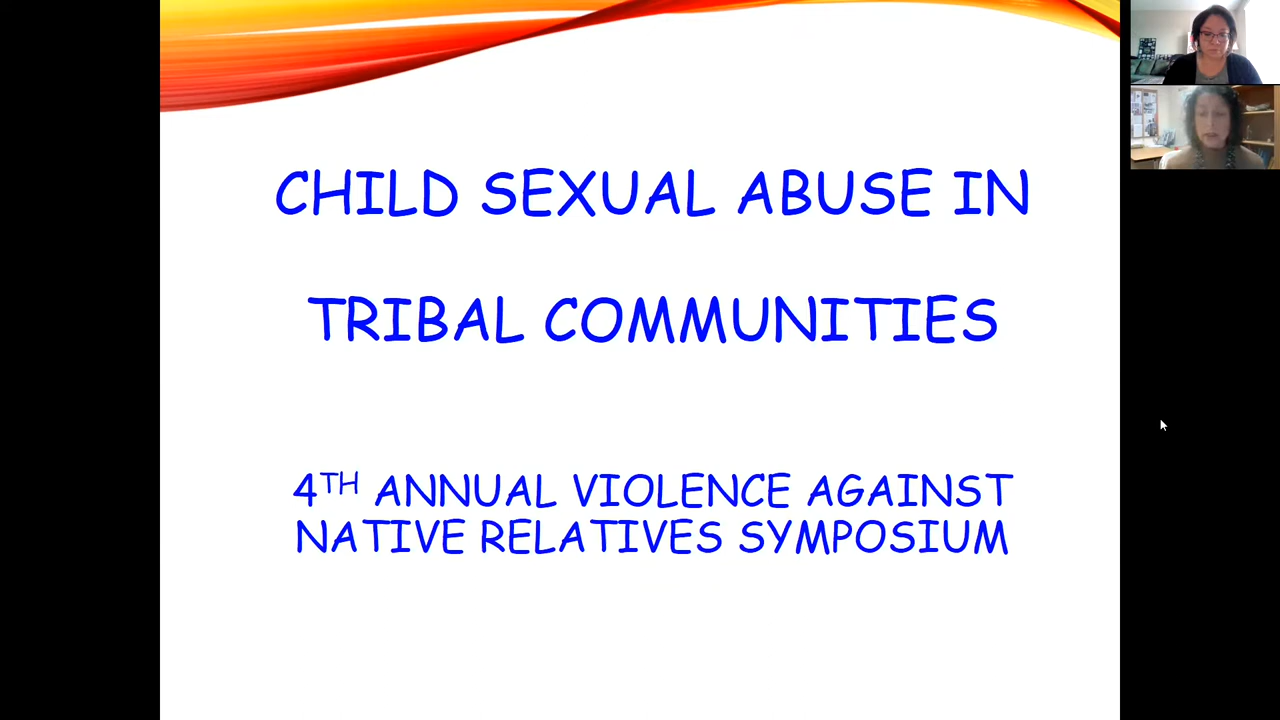 CHILD SEXUAL ABUSE IN
TRIBAL COMMUNITIES
4TH ANNUAL VIOLENCE AGAINST
NATIVE RELATIVES SYMPOSIUM